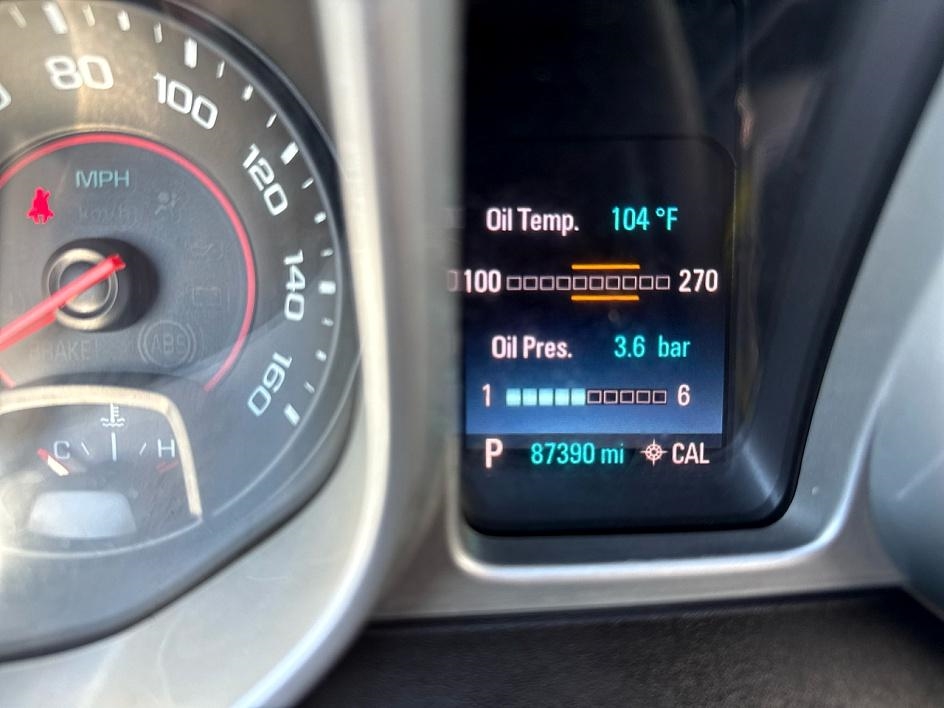 80
100
120
140
160
MPH
km/h
BRAKE
ABS
C H
Oil Temp. 104 °F
100 270
Oil Pres. 3.6 bar
1 6
P 87390 mi CAL